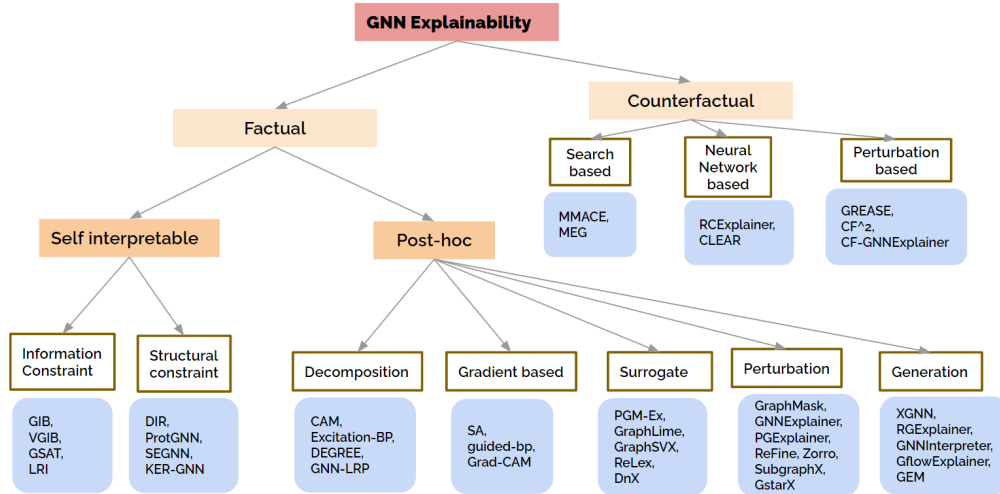 GNN Explainability
Factual
Counterfactual
Search
based
Neural
Network
based
Perturbation
based
MMACE,
MEG
RCExplainer,
CLEAR
GREASE,
CF^2,
CF-GNNExplainer
Self interpretable
Post-hoc
Information
Constraint
Structural
constraint
Decomposition
Gradient based
Surrogate
Perturbation
Generation
GIB,
VGIB,
GSAT,
LRI
DIR,
ProtGNN,
SEGNN,
KER-GNN
CAM,
Excitation-BP,
DEGREE,
GNN-LRP
SA,
guided-bp,
Grad-CAM
PGM-Ex,
GraphLime,
GraphSVX,
ReLex,
DnX
GraphMask,
GNNExplainer,
PGExplainer,
ReFine, Zorro,
SubgraphX,
GstarX
XGNN,
RGExplainer,
GNNInterpreter,
GflowExplainer,
GEM